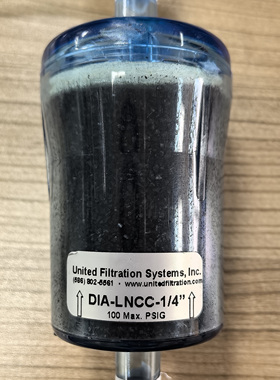 United Filtration Systems, Inc.
(586) 802-5561 • www.unitedfiltration.com
DIA-LNCC-1/4"
100 Max. PSIG